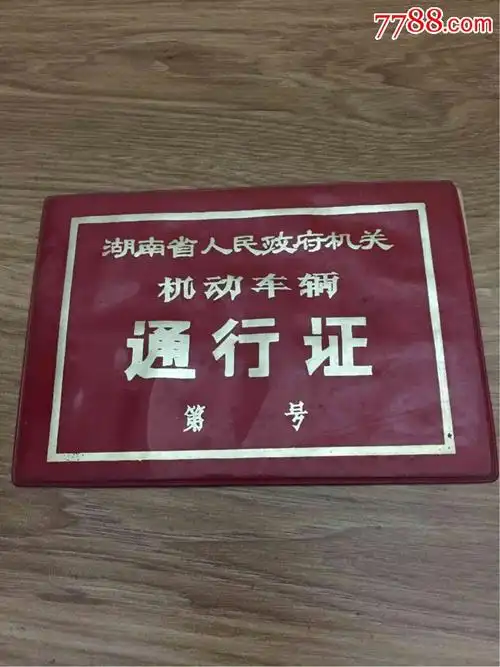 7788.com
湖南省人民政府机关
机动车辆
通行证
第 号